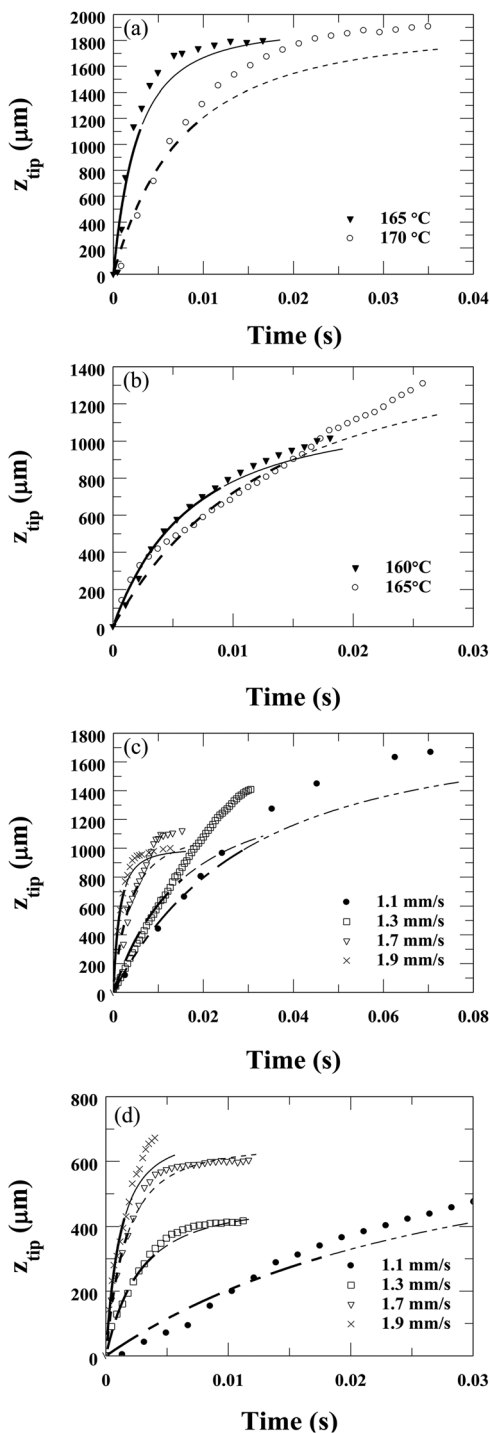 (a)
2000
1800
1600
1400
1200
1000
800
600
400
200
0
z_tip (μm)
165 °C
170 °C
0 0.01 0.02 0.03 0.04
Time (s)
(b)
1400
1200
1000
800
600
400
200
0
z_tip (μm)
160°C
165°C
0 0.01 0.02 0.03
Time (s)
(c)
1800
1600
1400
1200
1000
800
600
400
200
0
z_tip (μm)
1.1 mm/s
1.3 mm/s
1.7 mm/s
1.9 mm/s
0 0.02 0.04 0.06 0.08
Time (s)
(d)
800
600
400
200
0
z_tip (μm)
1.1 mm/s
1.3 mm/s
1.7 mm/s
1.9 mm/s
0 0.01 0.02 0.03
Time (s)